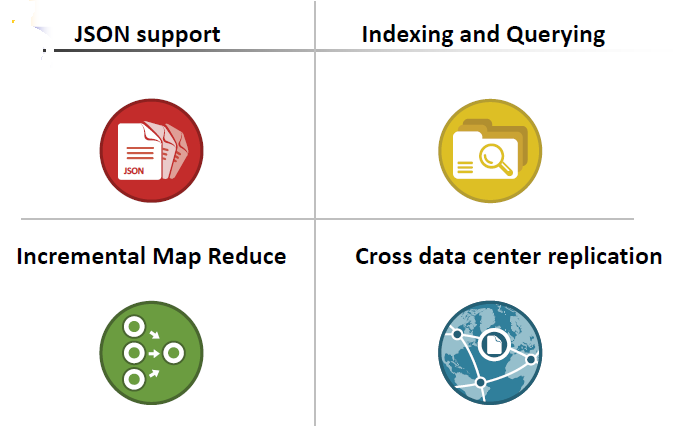 JSON support
Indexing and Querying
JSON
Incremental Map Reduce
Cross data center replication